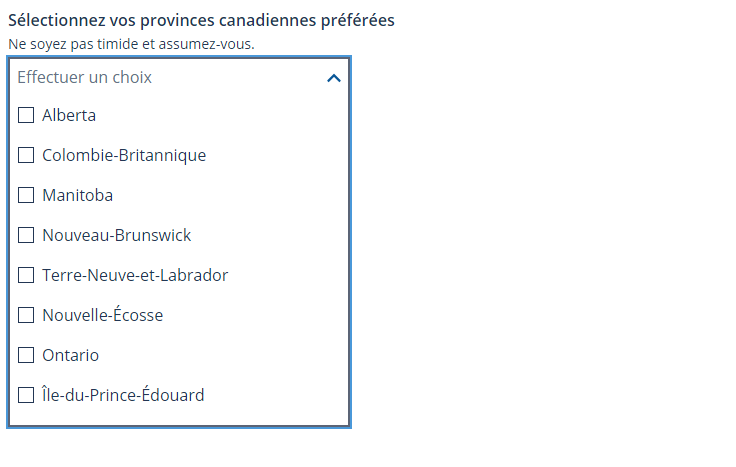 Sélectionnez vos provinces canadiennes préférées
Ne soyez pas timide et assumez-vous.
Effectuer un choix
Alberta
Colombie-Britannique
Manitoba
Nouveau-Brunswick
Terre-Neuve-et-Labrador
Nouvelle-Écosse
Ontario
Île-du-Prince-Édouard